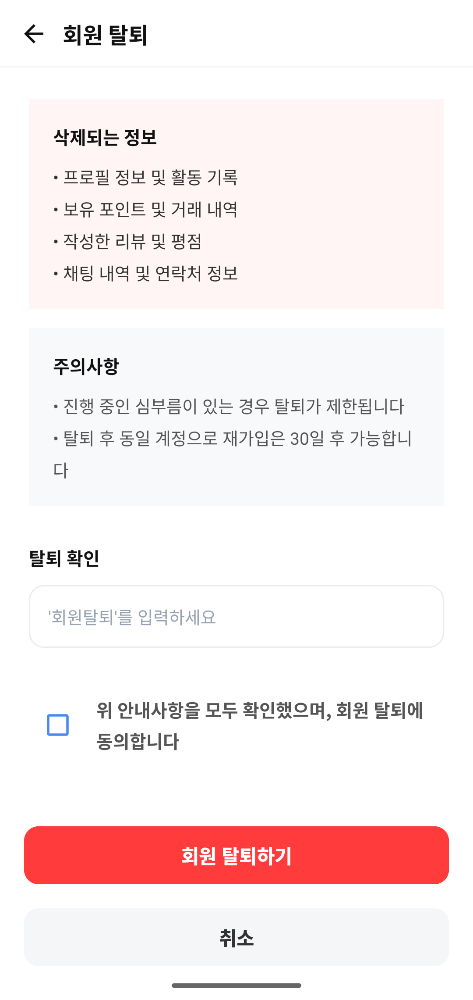 회원 탈퇴
삭제되는 정보
• 프로필 정보 및 활동 기록
• 보유 포인트 및 거래 내역
• 작성한 리뷰 및 평점
• 채팅 내역 및 연락처 정보
주의사항
• 진행 중인 심부름이 있는 경우 탈퇴가 제한됩니다
• 탈퇴 후 동일 계정으로 재가입은 30일 후 가능합니
다
탈퇴 확인
'회원탈퇴'를 입력하세요
위 안내사항을 모두 확인했으며, 회원 탈퇴에
동의합니다
회원 탈퇴하기
취소